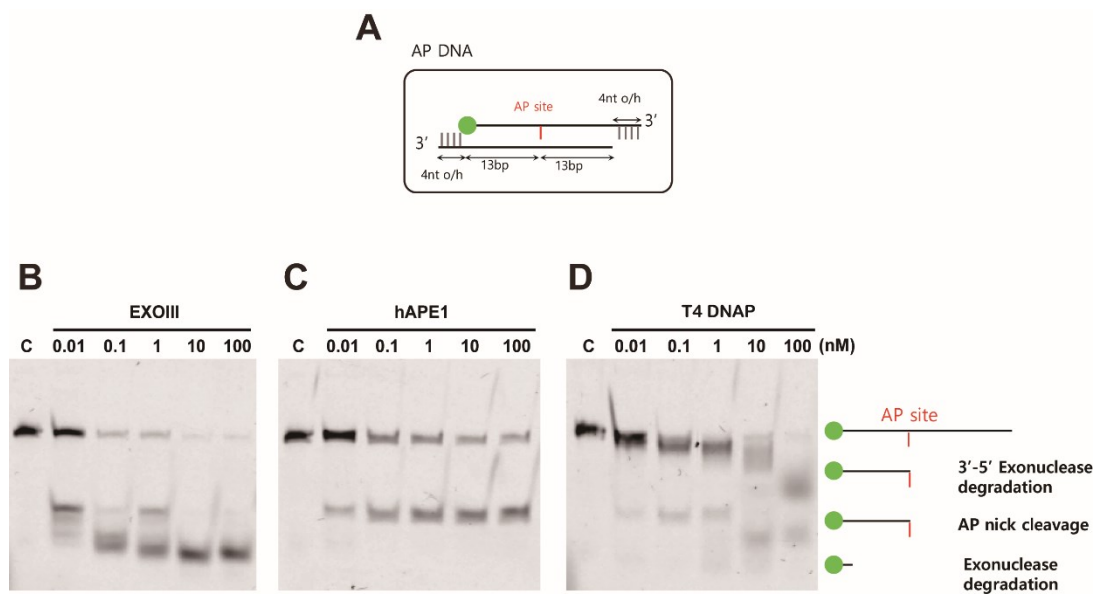 A
AP DNA
AP site
4nt o/h
3'
3'
13bp
13bp
4nt o/h
B
EXOIII
C 0.01 0.1 1 10 100
C
hAPE1
C 0.01 0.1 1 10 100
D
T4 DNAP
C 0.01 0.1 1 10 100 (nM)
AP site
3'-5' Exonuclease
degradation
AP nick cleavage
Exonuclease
degradation